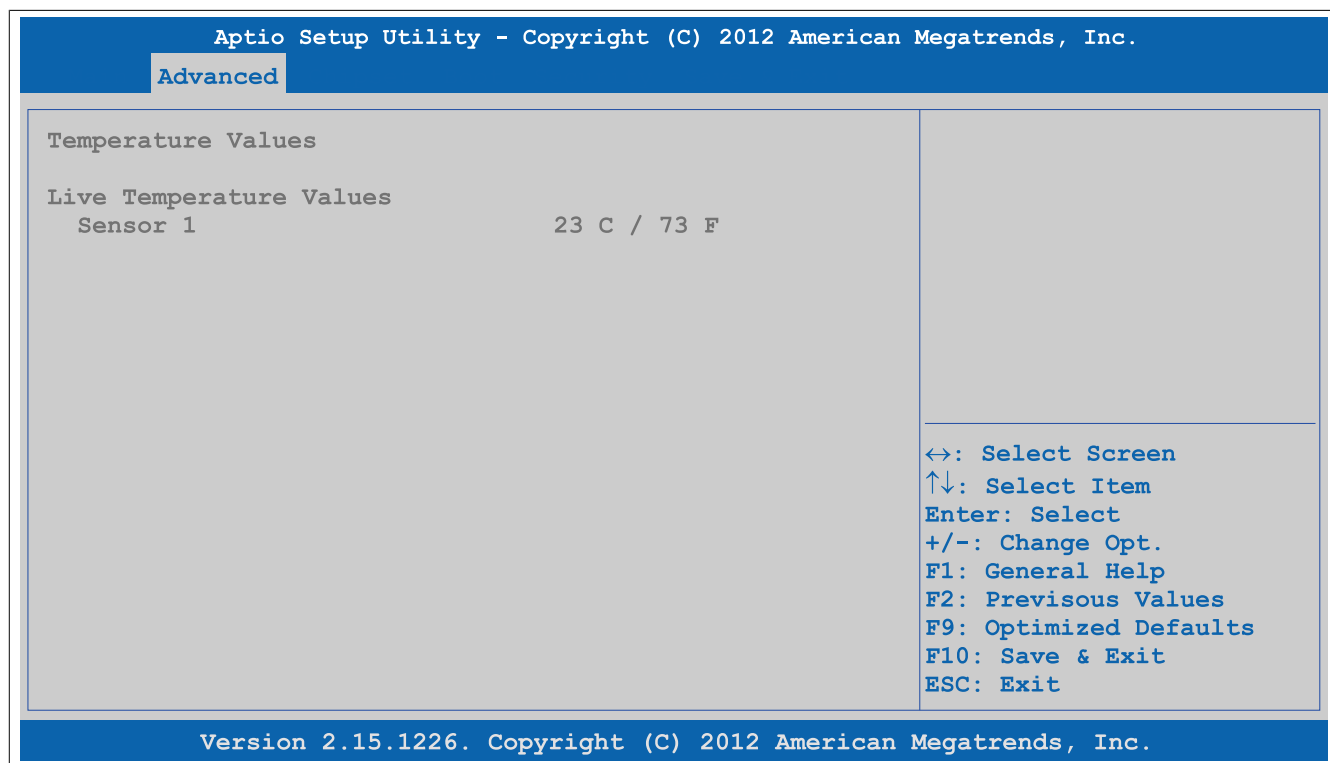 Aptio Setup Utility - Copyright (C) 2012 American Megatrends, Inc.
Advanced
Temperature Values
Live Temperature Values
Sensor 1 23 C / 73 F
↔: Select Screen
↑↓: Select Item
Enter: Select
+/-: Change Opt.
F1: General Help
F2: Previsous Values
F9: Optimized Defaults
F10: Save & Exit
ESC: Exit
Version 2.15.1226. Copyright (C) 2012 American Megatrends, Inc.